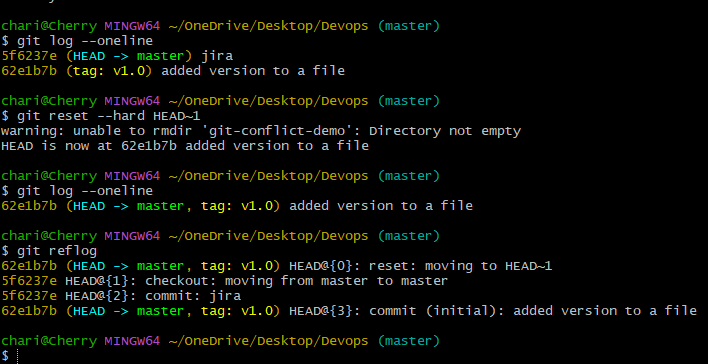 chari@Cherry MINGW64 ~/OneDrive/Desktop/Devops (master)
$ git log --oneline
5f6237e (HEAD -> master) jira
62e1b7b (tag: v1.0) added version to a file
chari@Cherry MINGW64 ~/OneDrive/Desktop/Devops (master)
$ git reset --hard HEAD~1
warning: unable to rmdir 'git-conflict-demo': Directory not empty
HEAD is now at 62e1b7b added version to a file
chari@Cherry MINGW64 ~/OneDrive/Desktop/Devops (master)
$ git log --oneline
62e1b7b (HEAD -> master, tag: v1.0) added version to a file
chari@Cherry MINGW64 ~/OneDrive/Desktop/Devops (master)
$ git reflog
62e1b7b (HEAD -> master, tag: v1.0) HEAD@{0}: reset: moving to HEAD~1
5f6237e HEAD@{1}: checkout: moving from master to master
5f6237e HEAD@{2}: commit: jira
62e1b7b (HEAD -> master, tag: v1.0) HEAD@{3}: commit (initial): added version to a file
chari@Cherry MINGW64 ~/OneDrive/Desktop/Devops (master)
$